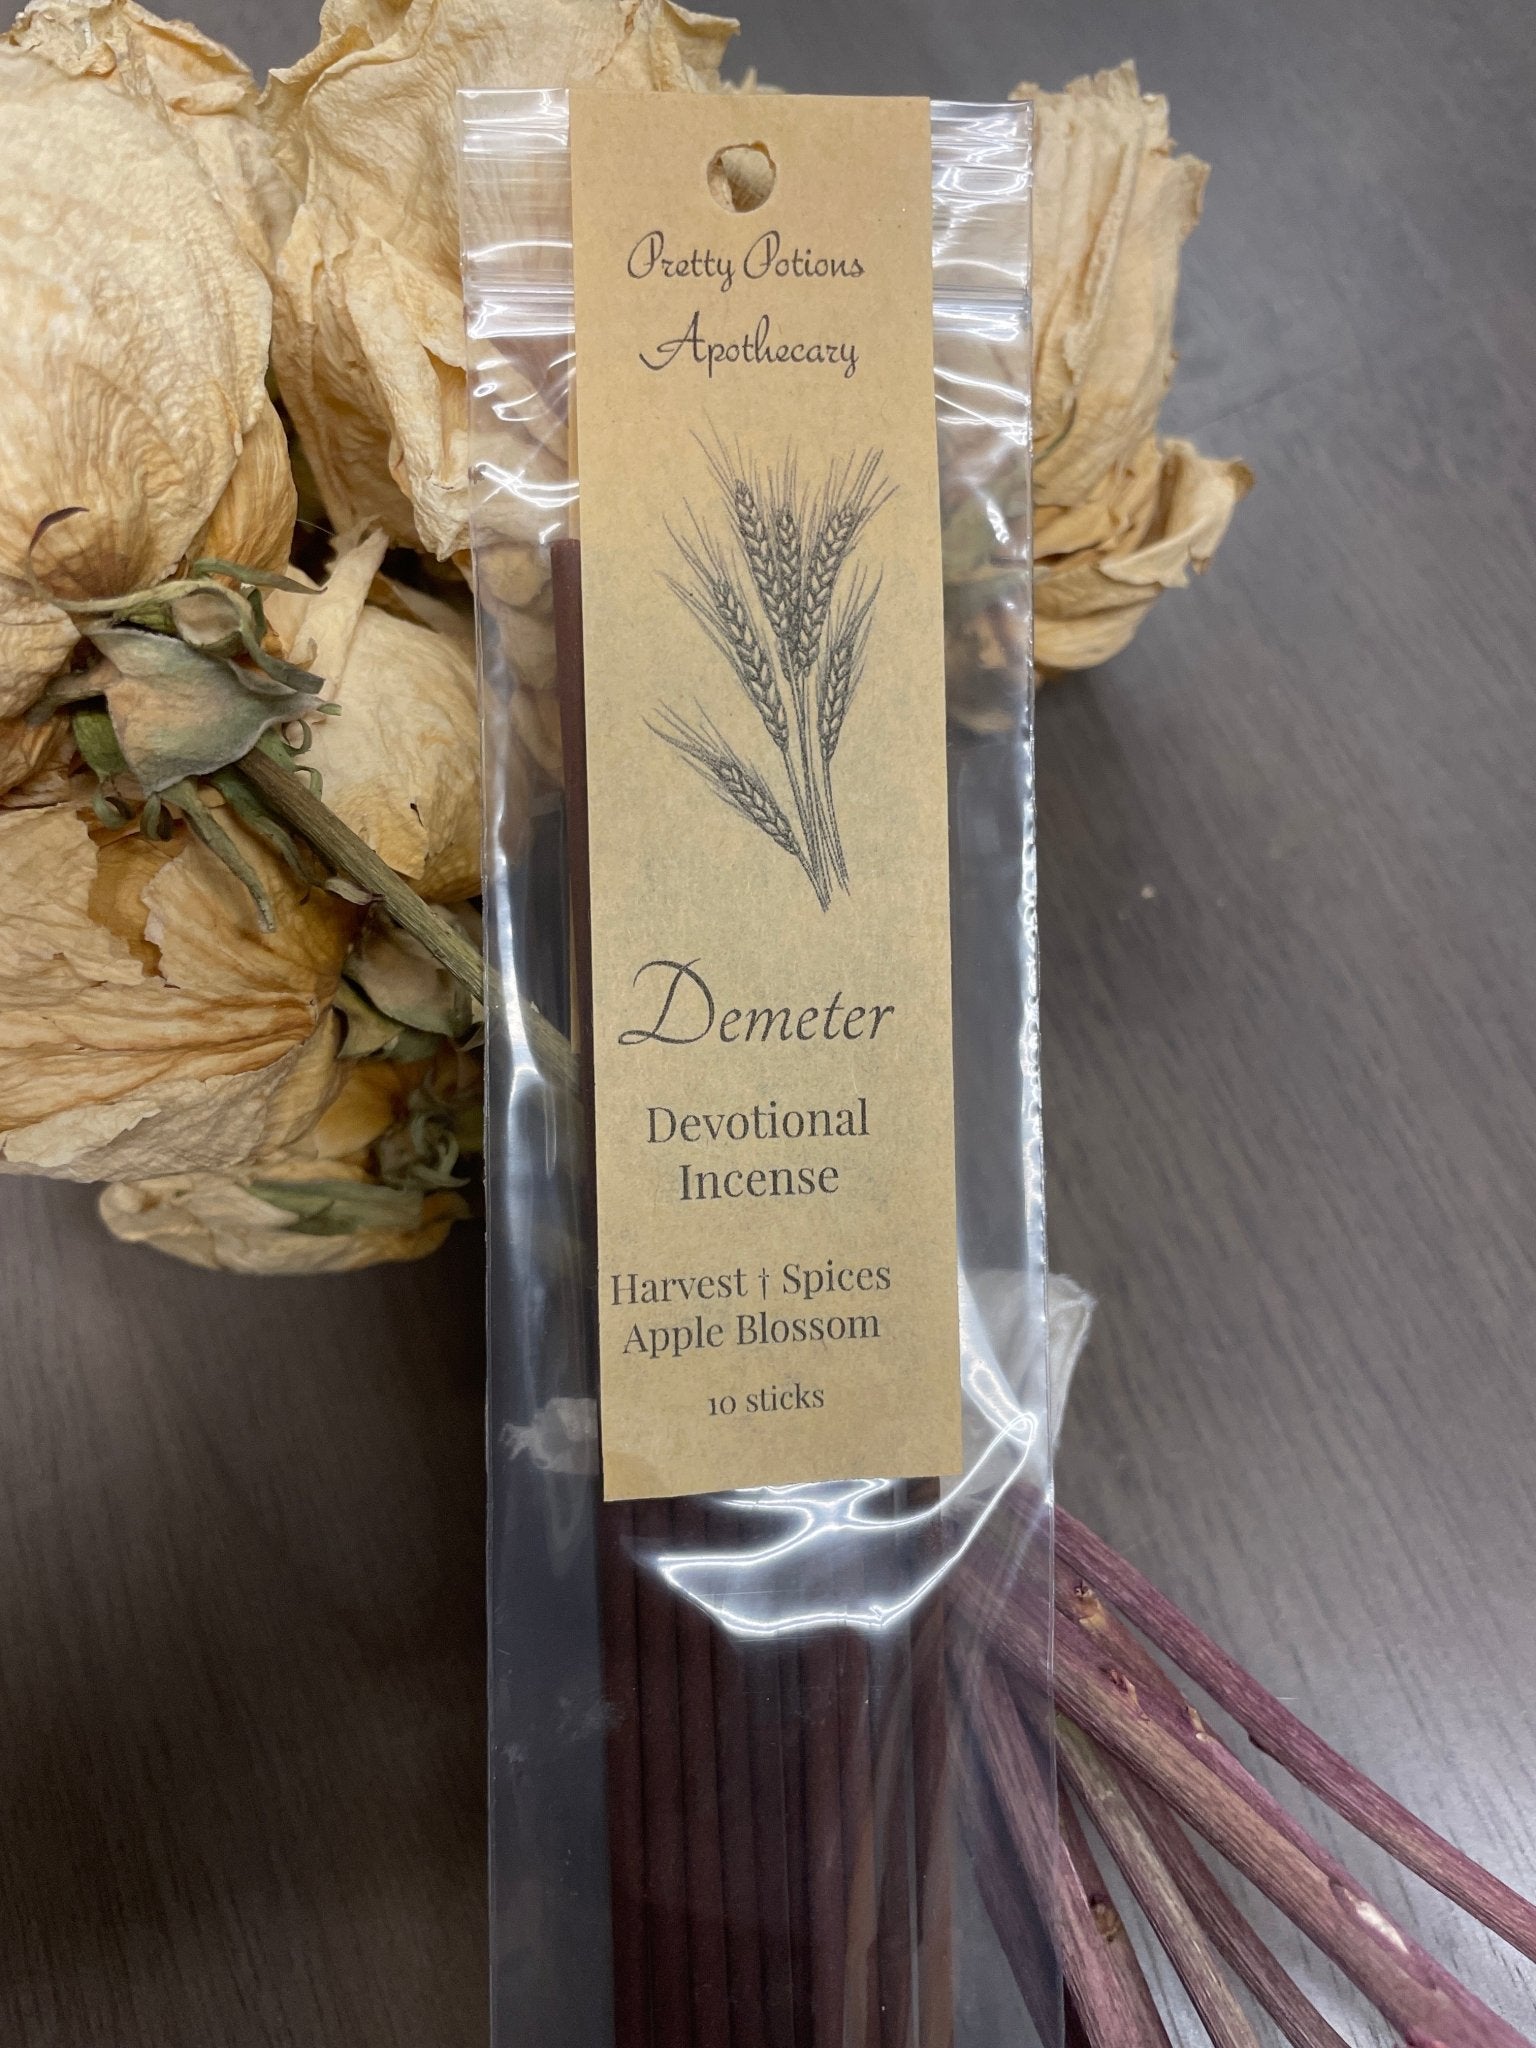 Pretty Potions
Apothecary
Demeter
Devotional
Incense
Harvest † Spices
Apple Blossom
10 sticks